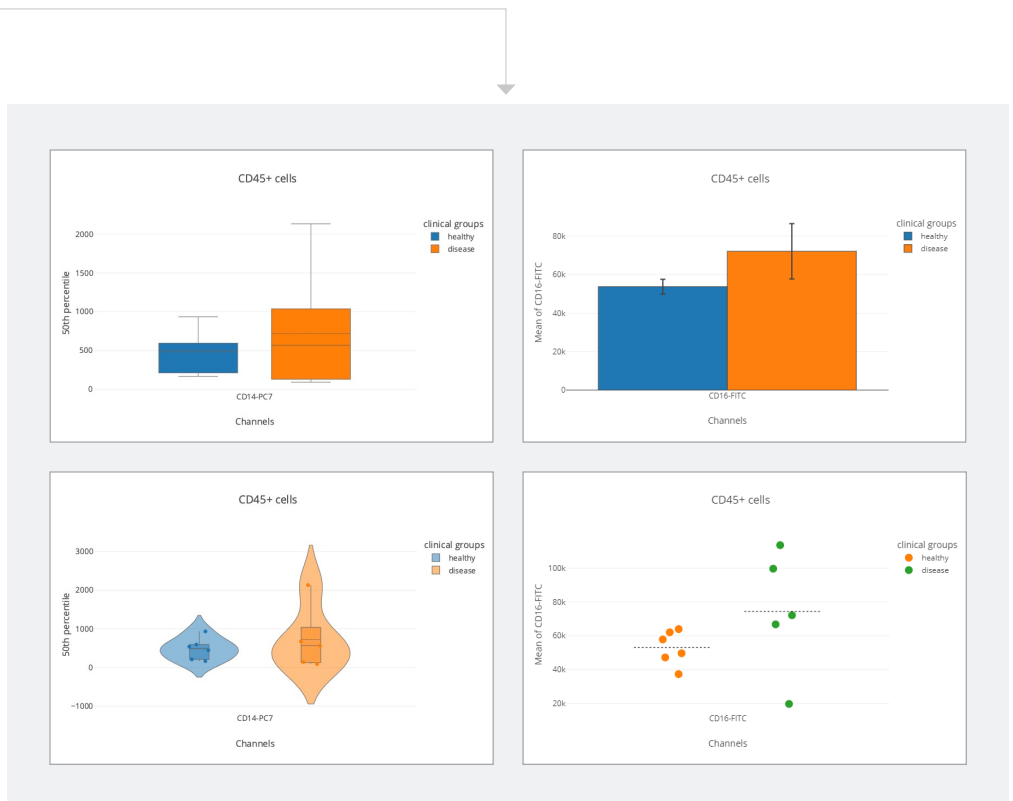 CD45+ cells
clinical groups
healthy
disease
2000
1500
1000
500
0
50th percentile
CD14-PC7
Channels
CD45+ cells
clinical groups
healthy
disease
80k
60k
40k
20k
0
Mean of CD16-FITC
CD16-FITC
Channels
CD45+ cells
clinical groups
healthy
disease
3000
2000
1000
0
−1000
50th percentile
CD14-PC7
Channels
CD45+ cells
clinical groups
healthy
disease
100k
80k
60k
40k
20k
Mean of CD16-FITC
CD16-FITC
Channels